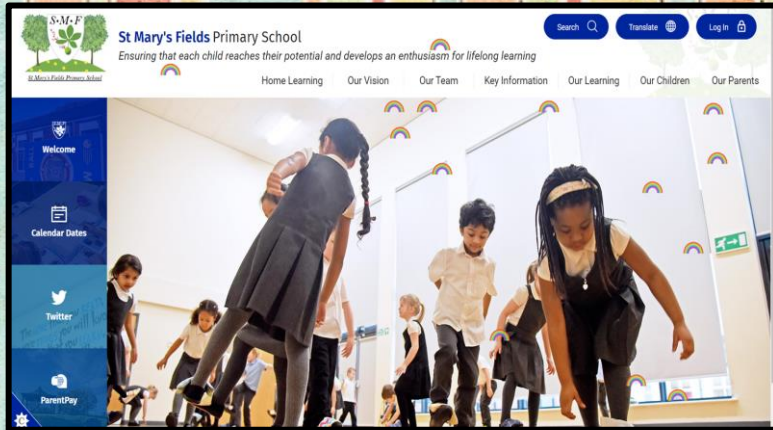 S·M·F
St Mary's Fields Primary School
St Mary's Fields Primary School
Ensuring that each child reaches their potential and develops an enthusiasm for lifelong learning
Search
Translate
Log In
Home Learning
Our Vision
Our Team
Key Information
Our Learning
Our Children
Our Parents
Welcome
Calendar Dates
Twitter
ParentPay